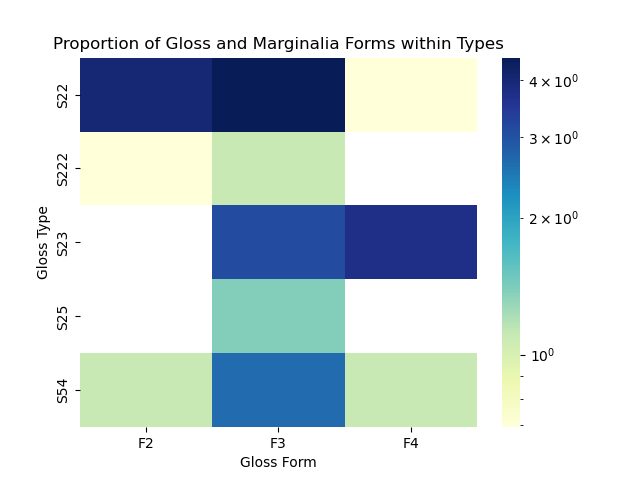 Proportion of Gloss and Marginalia Forms within Types
Gloss Type
S22
S222
S23
S25
S54
F2
F3
F4
Gloss Form
4 × 10⁰
3 × 10⁰
2 × 10⁰
10⁰